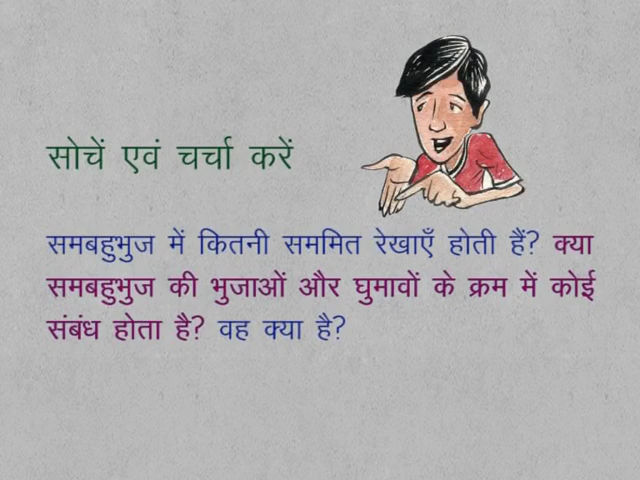 सोचें एवं चर्चा करें
समबहुभुज में कितनी सममित रेखाएँ होती हैं? क्या
समबहुभुज की भुजाओं और घुमावों के क्रम में कोई
संबंध होता है? वह क्या है?